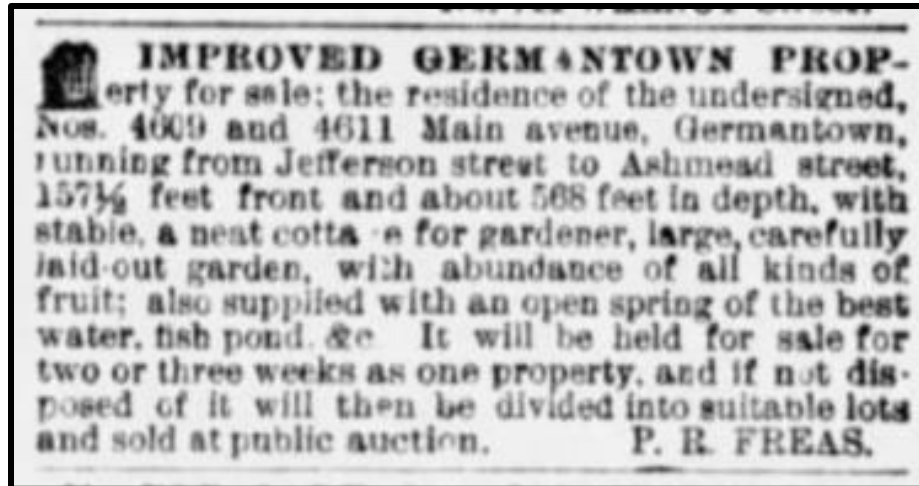 IMPROVED GERMANTOWN PROP-
erty for sale; the residence of the undersigned,
Nos. 4609 and 4611 Main avenue, Germantown,
running from Jefferson street to Ashmead street,
157½ feet front and about 568 feet in depth, with
stable, a neat cotta e for gardener, large, carefully
laid-out garden, with abundance of all kinds of
fruit; also supplied with an open spring of the best
water, fish pond, &c. It will be held for sale for
two or three weeks as one property, and if not dis-
posed of it will then be divided into suitable lots
and sold at public auction. P. R. FREAS.